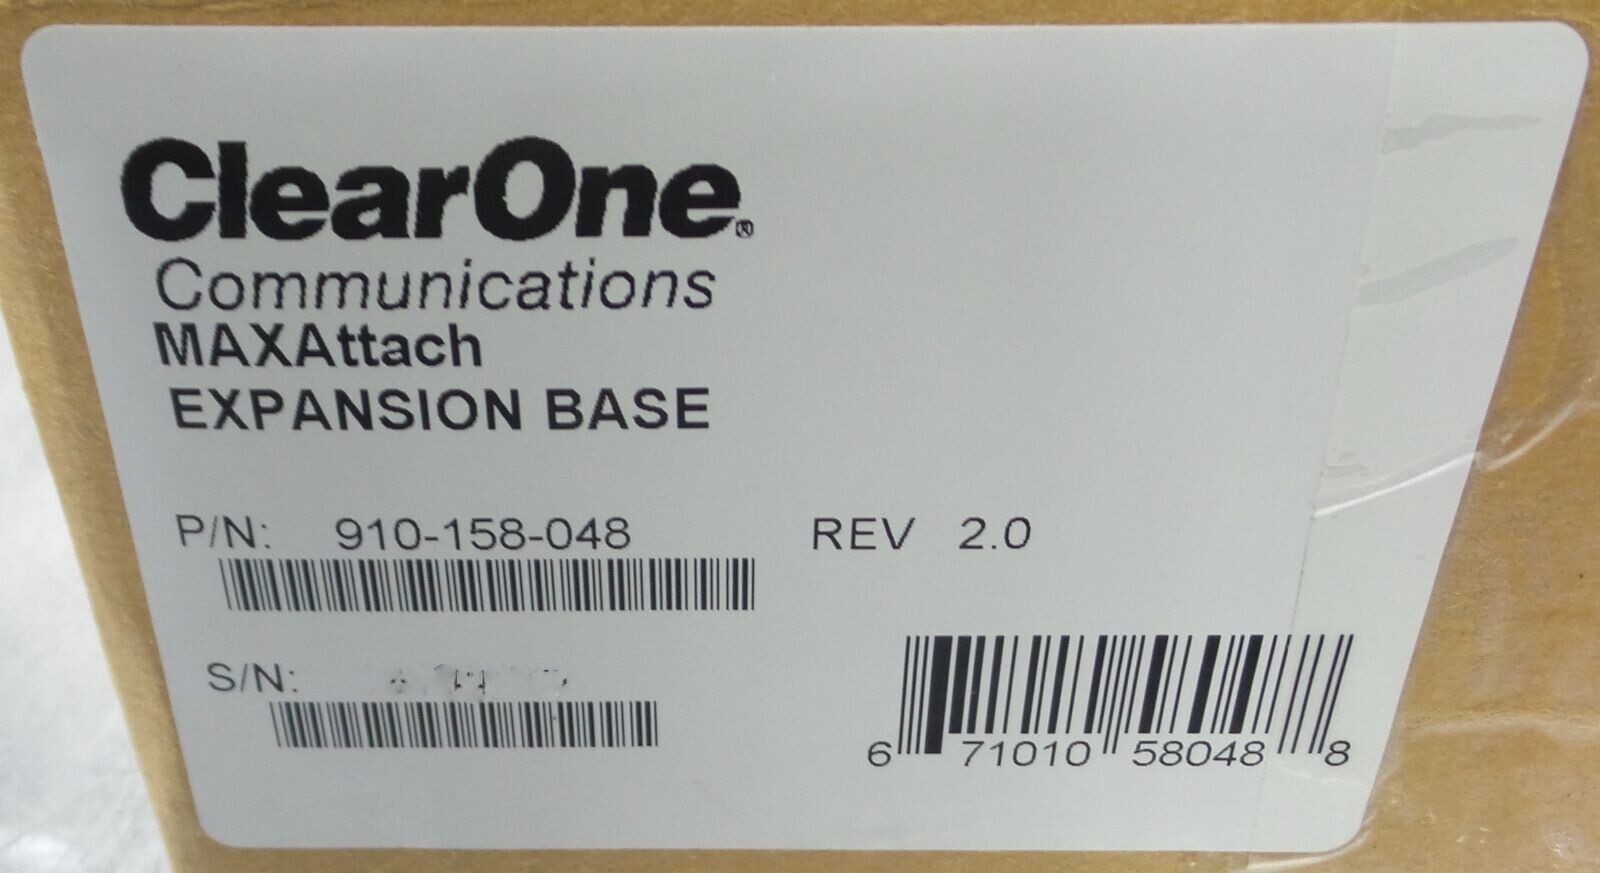 ClearOne®
Communications
MAXAttach
EXPANSION BASE
P/N: 910-158-048 REV 2.0
S/N:
6 71010 58048 8